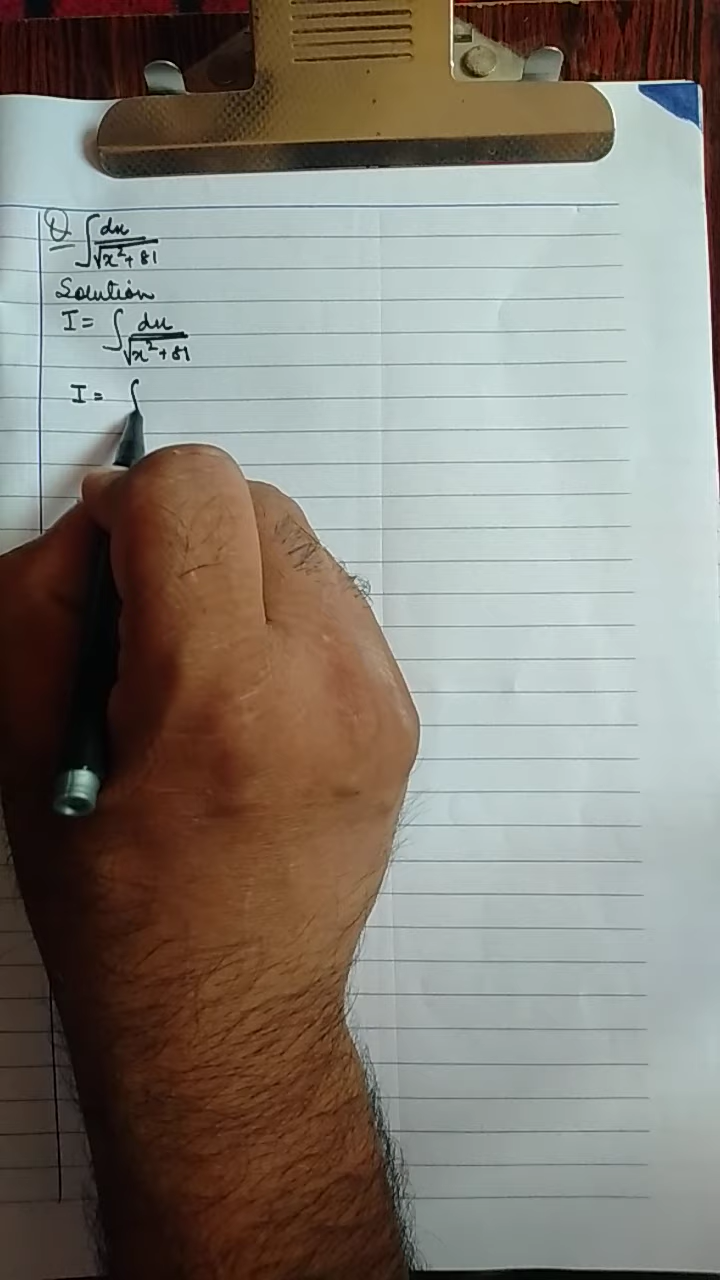 Q ∫ dx/√x²+81
Solution
I = ∫ dx/√x²+81
I = ∫